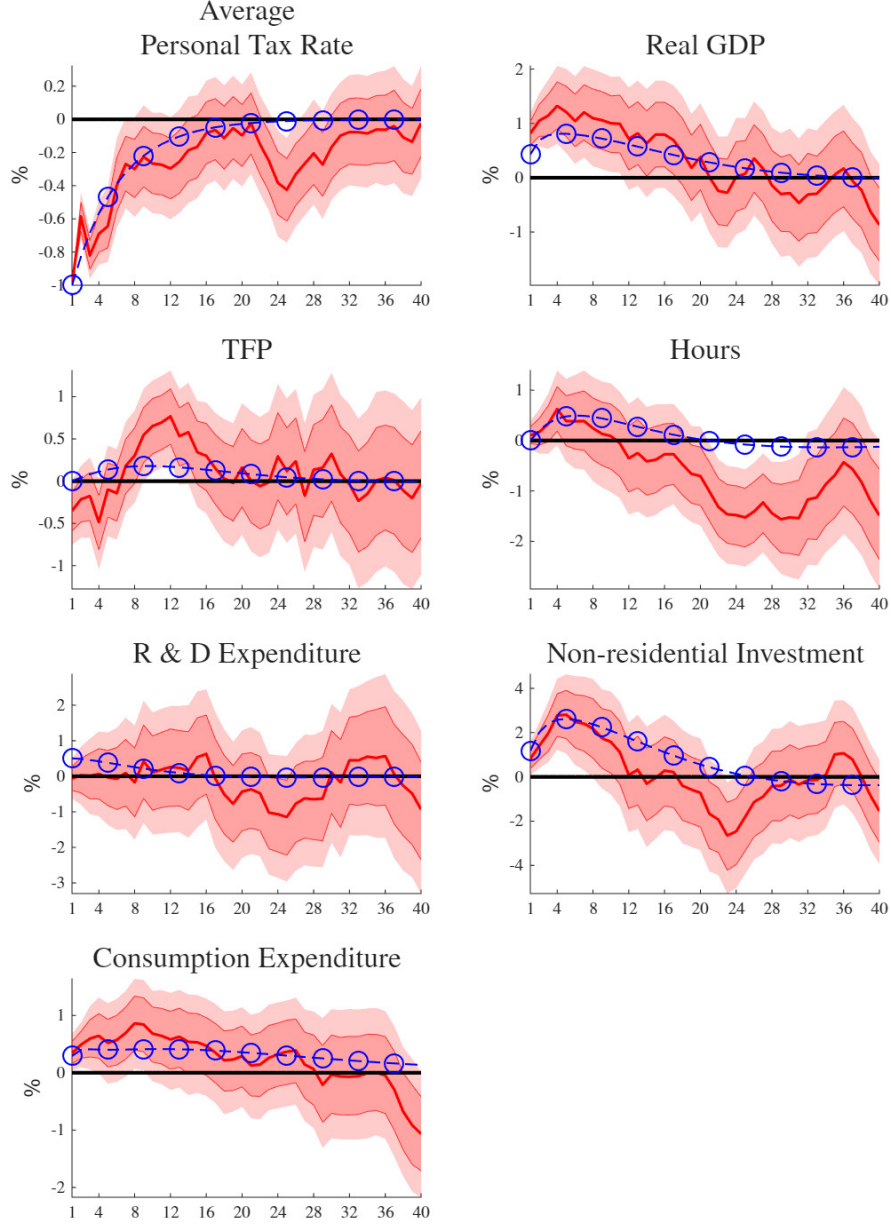 Average
Personal Tax Rate
Real GDP
%
0.2
0
-0.2
-0.4
-0.6
-0.8
-1
1 4 8 12 16 20 24 28 32 36 40
%
2
1
0
-1
1 4 8 12 16 20 24 28 32 36 40
TFP
Hours
%
1
0.5
0
-0.5
-1
1 4 8 12 16 20 24 28 32 36 40
%
1
0
-1
-2
1 4 8 12 16 20 24 28 32 36 40
R & D Expenditure
Non-residential Investment
%
2
1
0
-1
-2
-3
1 4 8 12 16 20 24 28 32 36 40
%
4
2
0
-2
-4
1 4 8 12 16 20 24 28 32 36 40
Consumption Expenditure
%
1
0
-1
-2
1 4 8 12 16 20 24 28 32 36 40